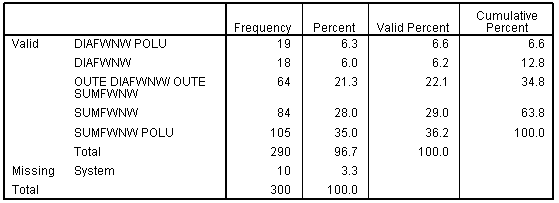 Frequency Percent Valid Percent Cumulative Percent
Valid DIAFWNW POLU 19 6.3 6.6 6.6
DIAFWNW 18 6.0 6.2 12.8
OUTE DIAFWNW/ OUTE SUMFWNW 64 21.3 22.1 34.8
SUMFWNW 84 28.0 29.0 63.8
SUMFWNW POLU 105 35.0 36.2 100.0
Total 290 96.7 100.0
Missing System 10 3.3
Total 300 100.0